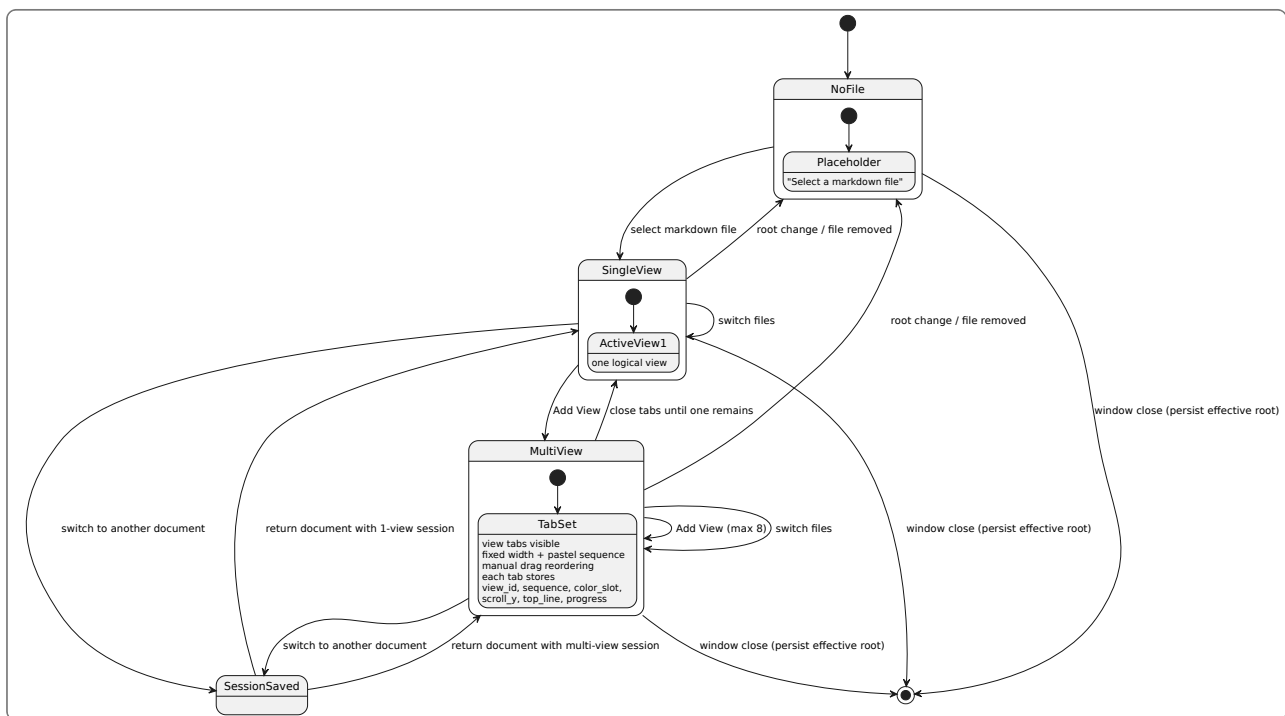 NoFile
Placeholder
"Select a markdown file"
select markdown file
root change / file removed
SingleView
switch files
root change / file removed
ActiveView1
one logical view
Add View
close tabs until one remains
window close (persist effective root)
MultiView
switch to another document
return document with 1-view session
TabSet
Add View (max 8)
switch files
window close (persist effective root)
view tabs visible
fixed width + pastel sequence
manual drag reordering
each tab stores
view_id, sequence, color_slot,
scroll_y, top_line, progress
switch to another document
return document with multi-view session
window close (persist effective root)
SessionSaved